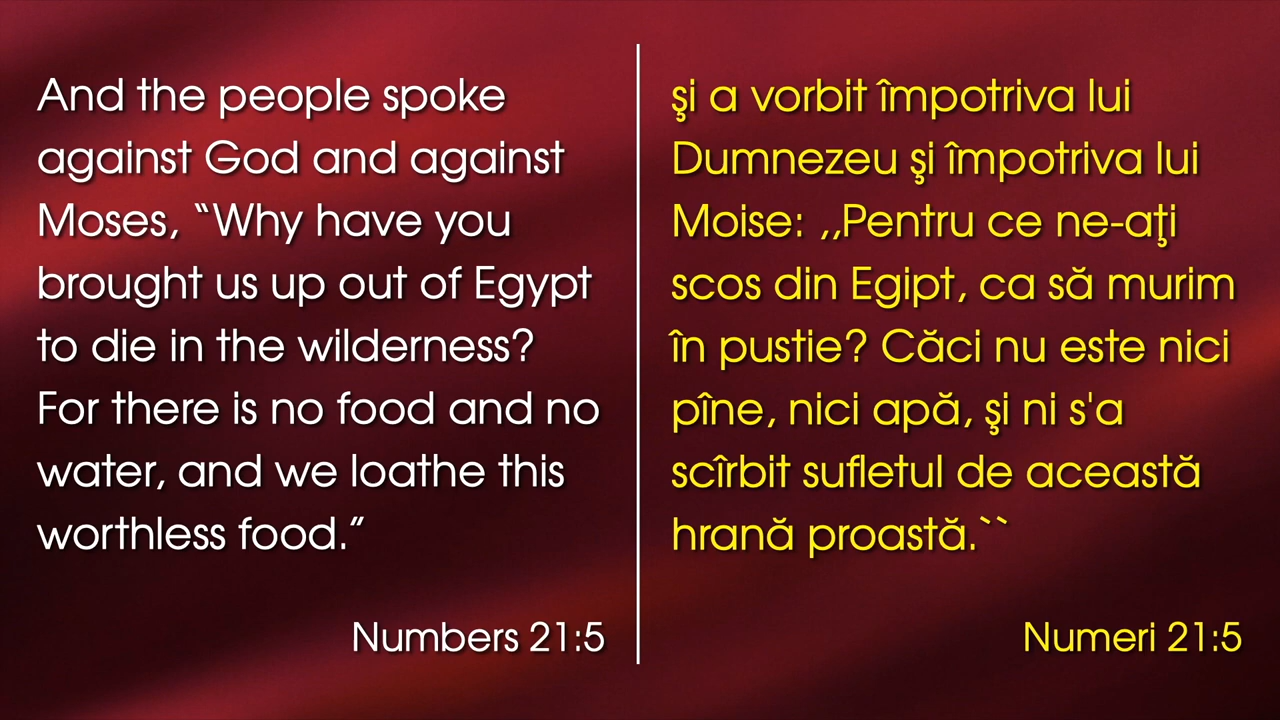 And the people spoke
against God and against
Moses, “Why have you
brought us up out of Egypt
to die in the wilderness?
For there is no food and no
water, and we loathe this
worthless food.”
Numbers 21:5
şi a vorbit împotriva lui
Dumnezeu şi împotriva lui
Moise: ,,Pentru ce ne-aţi
scos din Egipt, ca să murim
în pustie? Căci nu este nici
pîne, nici apă, şi ni s'a
scîrbit sufletul de această
hrană proastă.``
Numeri 21:5